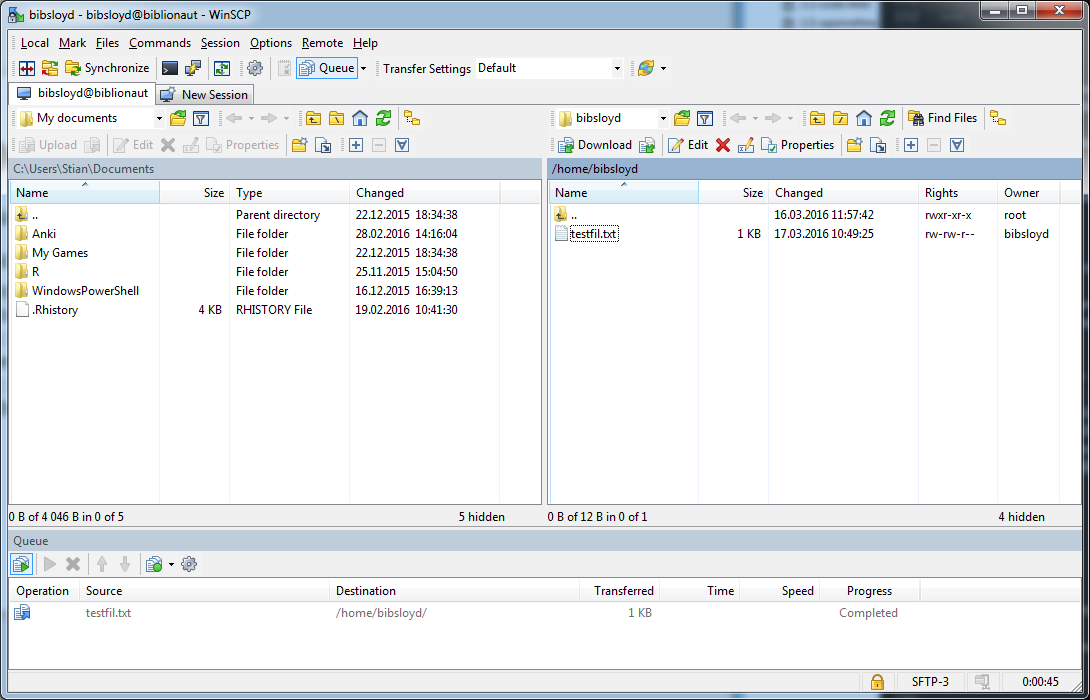 bibsloyd - bibsloyd@biblionaut - WinSCP
Local Mark Files Commands Session Options Remote Help
Synchronize Queue Transfer Settings Default
bibsloyd@biblionaut New Session
My documents
Upload Edit Properties
C:\Users\Stian\Documents
Name Size Type Changed
.. Parent directory 22.12.2015 18:34:38
Anki File folder 28.02.2016 14:16:04
My Games File folder 22.12.2015 18:34:38
R File folder 25.11.2015 15:04:50
WindowsPowerShell File folder 16.12.2015 16:39:13
.Rhistory 4 KB RHISTORY File 19.02.2016 10:41:30
0 B of 4 046 B in 0 of 5 5 hidden
bibsloyd Find Files
Download Edit Properties
/home/bibsloyd
Name Size Changed Rights Owner
.. 16.03.2016 11:57:42 rwxr-xr-x root
testfil.txt 1 KB 17.03.2016 10:49:25 rw-rw-r-- bibsloyd
0 B of 12 B in 0 of 1 4 hidden
Queue
Operation Source Destination Transferred Time Speed Progress
testfil.txt /home/bibsloyd/ 1 KB Completed
SFTP-3 0:00:45